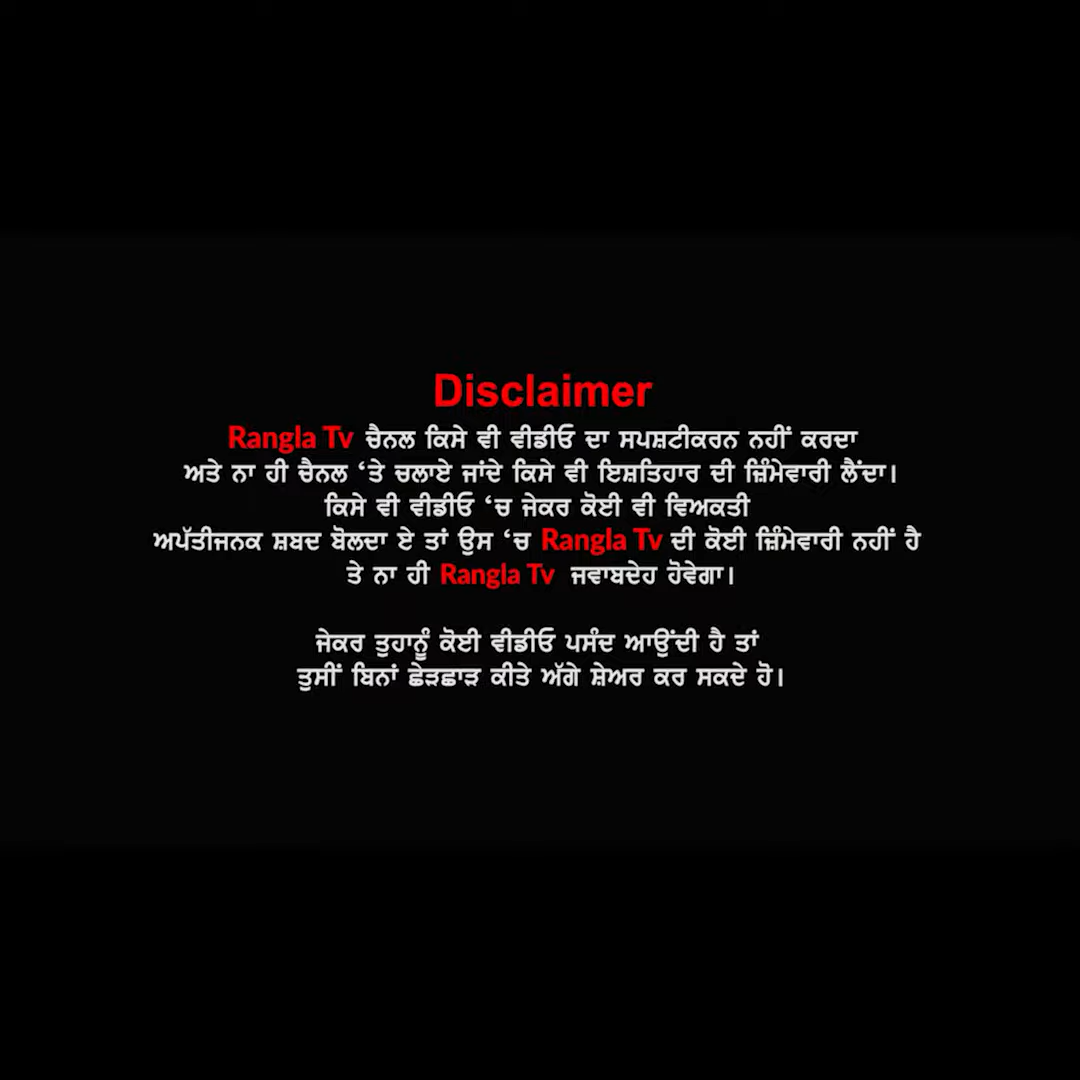 Disclaimer
Rangla Tv ਚੈਨਲ ਕਿਸੇ ਵੀ ਵੀਡੀਓ ਦਾ ਸਪਸ਼ਟੀਕਰਨ ਨਹੀਂ ਕਰਦਾ
ਅਤੇ ਨਾ ਹੀ ਚੈਨਲ ‘ਤੇ ਚਲਾਏ ਜਾਂਦੇ ਕਿਸੇ ਵੀ ਇਸ਼ਤਿਹਾਰ ਦੀ ਜ਼ਿੰਮੇਵਾਰੀ ਲੈਂਦਾ।
ਕਿਸੇ ਵੀ ਵੀਡੀਓ ‘ਚ ਜੇਕਰ ਕੋਈ ਵੀ ਵਿਅਕਤੀ
ਅਪੱਤੀਜਨਕ ਸ਼ਬਦ ਬੋਲਦਾ ਏ ਤਾਂ ਉਸ ‘ਚ Rangla Tv ਦੀ ਕੋਈ ਜ਼ਿੰਮੇਵਾਰੀ ਨਹੀਂ ਹੈ
ਤੇ ਨਾ ਹੀ Rangla Tv ਜਵਾਬਦੇਹ ਹੋਵੇਗਾ।
ਜੇਕਰ ਤੁਹਾਨੂੰ ਕੋਈ ਵੀਡੀਓ ਪਸੰਦ ਆਉਂਦੀ ਹੈ ਤਾਂ
ਤੁਸੀਂ ਬਿਨਾਂ ਛੇੜਛਾੜ ਕੀਤੇ ਅੱਗੇ ਸ਼ੇਅਰ ਕਰ ਸਕਦੇ ਹੋ।